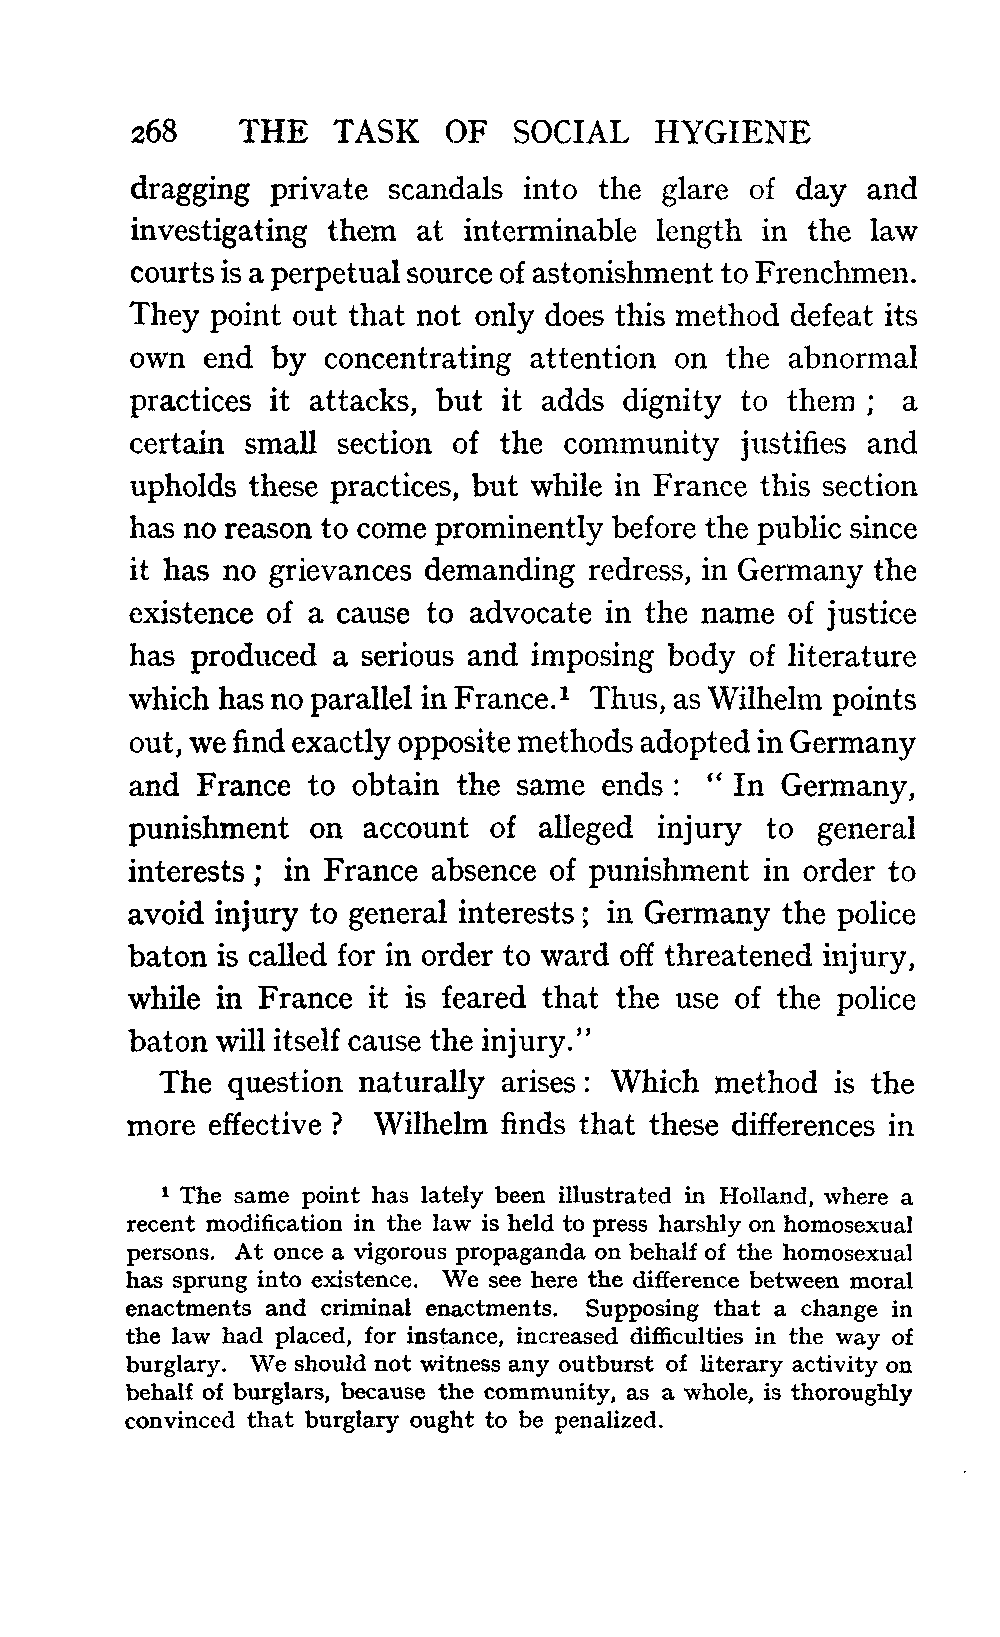 268 THE TASK OF SOCIAL HYGIENE
dragging private scandals into the glare of day and
investigating them at interminable length in the law
courts is a perpetual source of astonishment to Frenchmen.
They point out that not only does this method defeat its
own end by concentrating attention on the abnormal
practices it attacks, but it adds dignity to them ; a
certain small section of the community justifies and
upholds these practices, but while in France this section
has no reason to come prominently before the public since
it has no grievances demanding redress, in Germany the
existence of a cause to advocate in the name of justice
has produced a serious and imposing body of literature
which has no parallel in France.¹ Thus, as Wilhelm points
out, we find exactly opposite methods adopted in Germany
and France to obtain the same ends : “ In Germany,
punishment on account of alleged injury to general
interests ; in France absence of punishment in order to
avoid injury to general interests ; in Germany the police
baton is called for in order to ward off threatened injury,
while in France it is feared that the use of the police
baton will itself cause the injury.”
The question naturally arises : Which method is the
more effective ? Wilhelm finds that these differences in
¹ The same point has lately been illustrated in Holland, where a
recent modification in the law is held to press harshly on homosexual
persons. At once a vigorous propaganda on behalf of the homosexual
has sprung into existence. We see here the difference between moral
enactments and criminal enactments. Supposing that a change in
the law had placed, for instance, increased difficulties in the way of
burglary. We should not witness any outburst of literary activity on
behalf of burglars, because the community, as a whole, is thoroughly
convinced that burglary ought to be penalized.